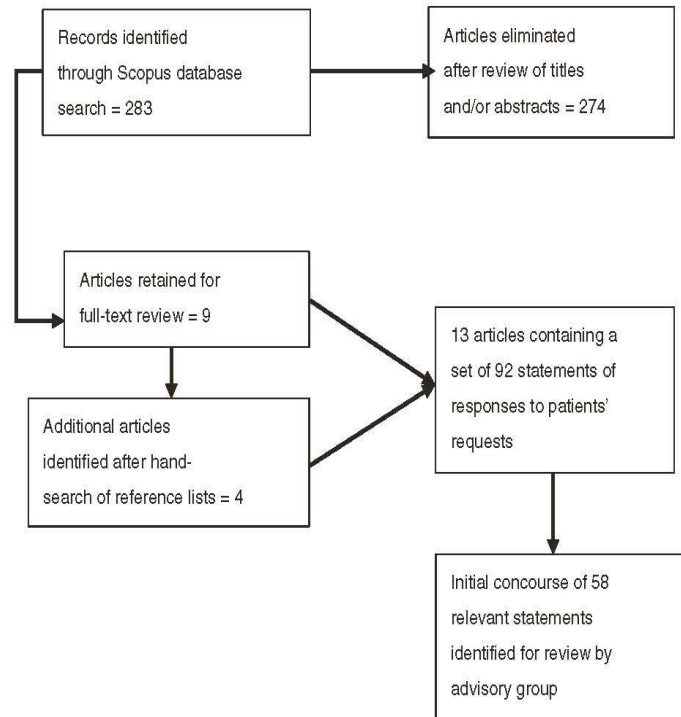 Records identified
through Scopus database
search = 283
Articles eliminated
after review of titles
and/or abstracts = 274
Articles retained for
full-text review = 9
Additional articles
identified after hand-
search of reference lists = 4
13 articles containing a
set of 92 statements of
responses to patients'
requests
Initial concourse of 58
relevant statements
identified for review by
advisory group